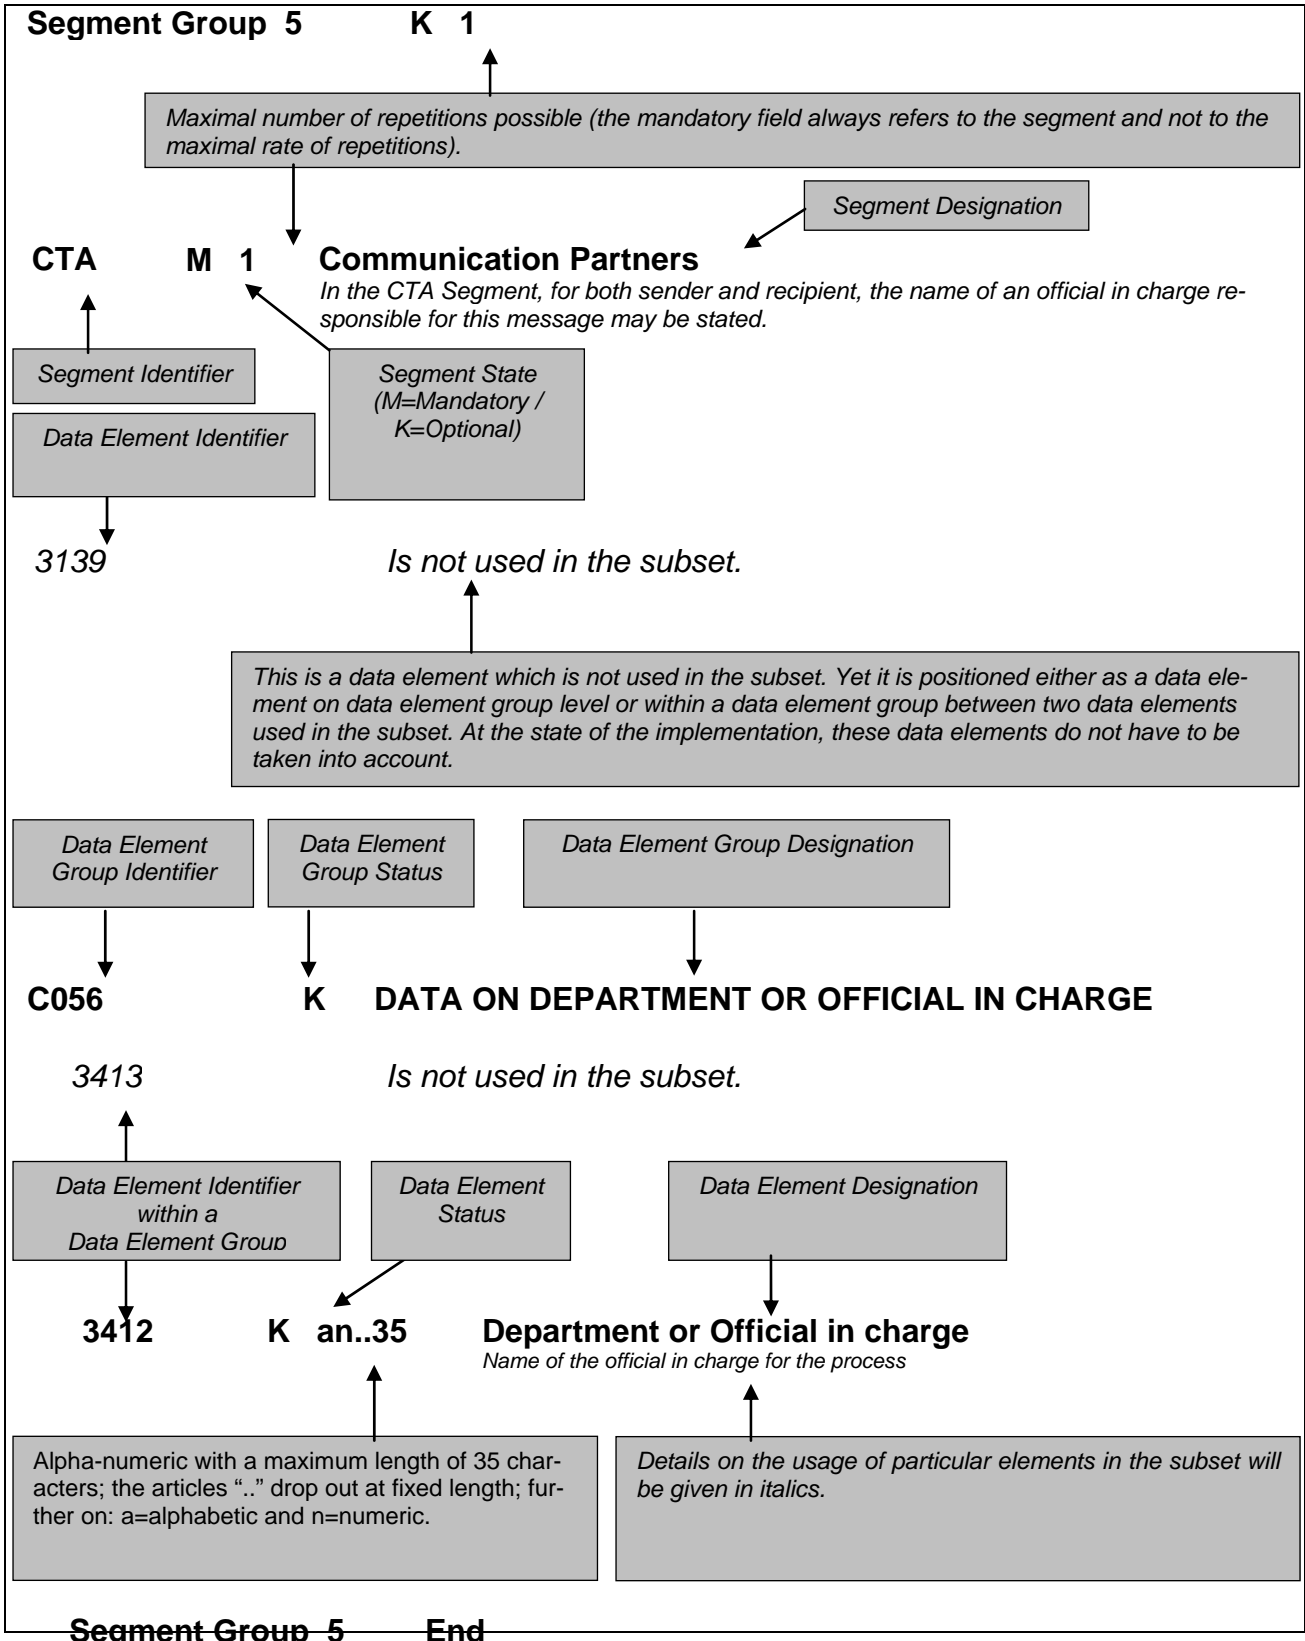 Segment Group 5 K 1
Maximal number of repetitions possible (the mandatory field always refers to the segment and not to the
maximal rate of repetitions).
Segment Designation
CTA M 1 Communication Partners
In the CTA Segment, for both sender and recipient, the name of an official in charge re-
sponsible for this message may be stated.
Segment Identifier
Segment State
(M=Mandatory /
K=Optional)
Data Element Identifier
3139 Is not used in the subset.
This is a data element which is not used in the subset. Yet it is positioned either as a data ele-
ment on data element group level or within a data element group between two data elements
used in the subset. At the state of the implementation, these data elements do not have to be
taken into account.
Data Element
Group Identifier
Data Element
Group Status
Data Element Group Designation
C056 K DATA ON DEPARTMENT OR OFFICIAL IN CHARGE
3413 Is not used in the subset.
Data Element Identifier
within a
Data Element Group
Data Element
Status
Data Element Designation
3412 K an..35 Department or Official in charge
Name of the official in charge for the process
Alpha-numeric with a maximum length of 35 char-
acters; the articles “..” drop out at fixed length; fur-
ther on: a=alphabetic and n=numeric.
Details on the usage of particular elements in the subset will
be given in italics.
Segment Group 5 End